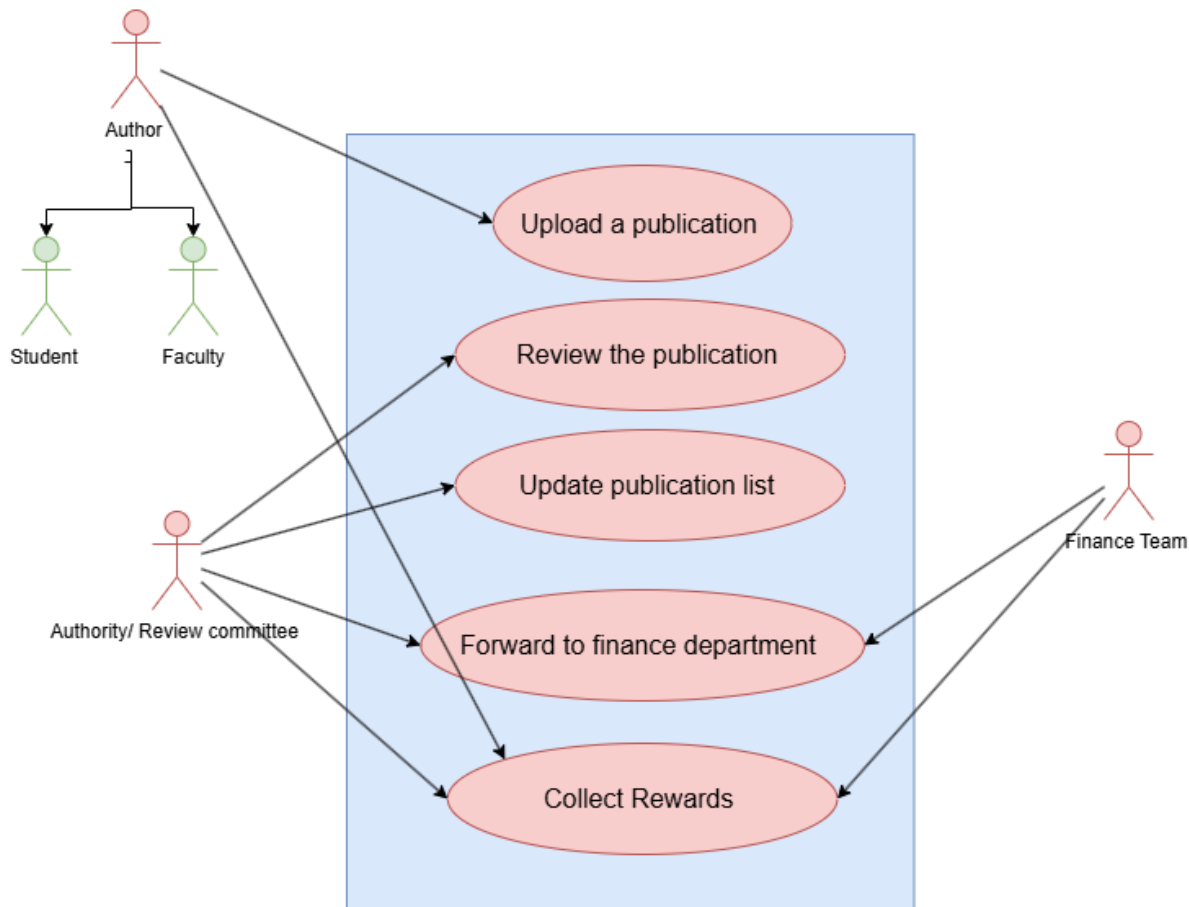 Author
Upload a publication
Student
Faculty
Review the publication
Update publication list
Finance Team
Authority/ Review committee
Forward to finance department
Collect Rewards